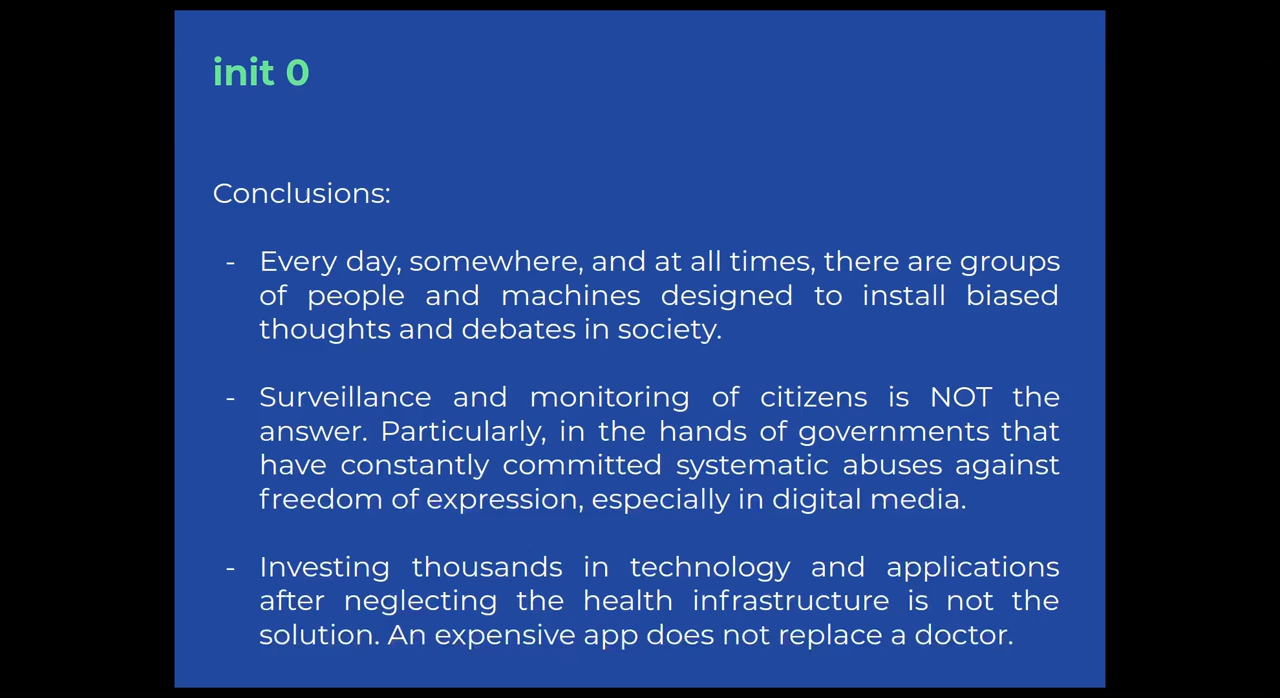 init 0
Conclusions:
- Every day, somewhere, and at all times, there are groups
of people and machines designed to install biased
thoughts and debates in society.
- Surveillance and monitoring of citizens is NOT the
answer. Particularly, in the hands of governments that
have constantly committed systematic abuses against
freedom of expression, especially in digital media.
- Investing thousands in technology and applications
after neglecting the health infrastructure is not the
solution. An expensive app does not replace a doctor.